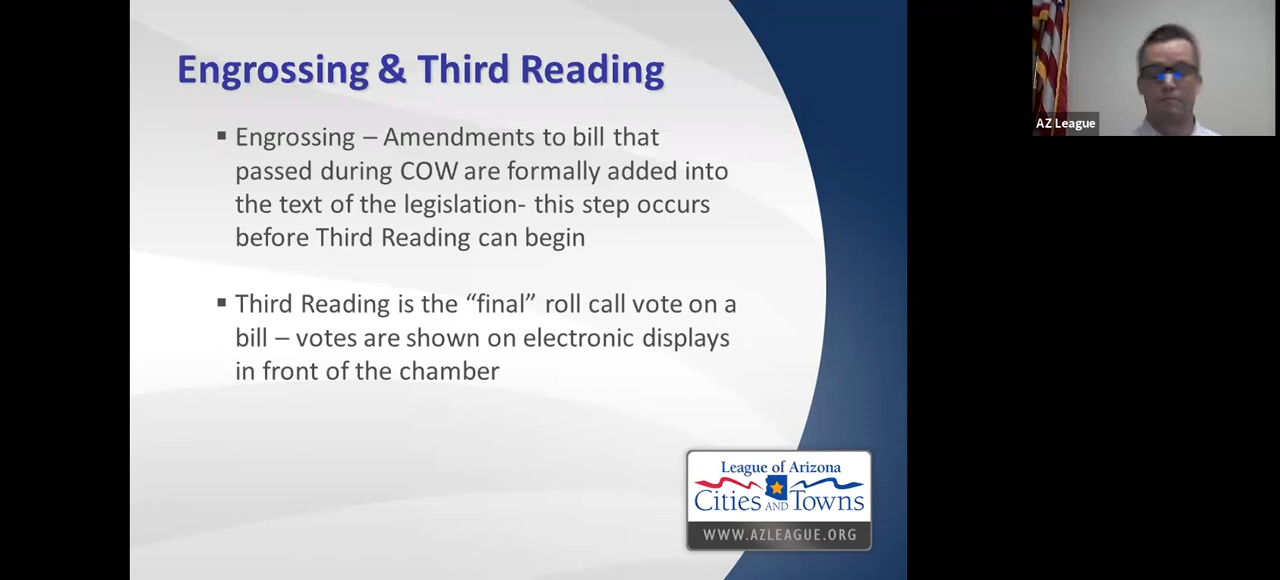 Engrossing & Third Reading
▪ Engrossing – Amendments to bill that
passed during COW are formally added into
the text of the legislation- this step occurs
before Third Reading can begin
▪ Third Reading is the “final” roll call vote on a
bill – votes are shown on electronic displays
in front of the chamber
League of Arizona
Cities AND Towns
WWW.AZLEAGUE.ORG
AZ League